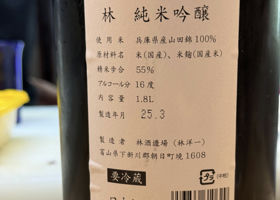 林 純米吟醸
使用米 兵庫県産山田錦100%
原材料名 米(国産)、米麹(国産米)
精米歩合 55%
アルコール分 16度
内容量 1.8L
製造年月 25.3
製造者 林酒造場(林洋一)
富山県下新川郡朝日町境1608
要冷蔵